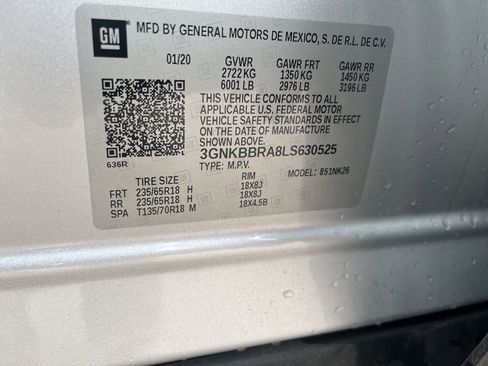 GM
MFD BY GENERAL MOTORS DE MEXICO, S. DE R.L. DE C.V.
01/20 GVWR GAWR FRT GAWR RR
2722 KG 1350 KG 1450 KG
6001 LB 2976 LB 3196 LB
THIS VEHICLE CONFORMS TO ALL
APPLICABLE U.S. FEDERAL MOTOR
VEHICLE SAFETY STANDARDS IN EFFECT
ON THE DATE OF MANUFACTURE SHOWN ABOVE.
3GNKBBRA8LS630525
636R
TYPE: M.P.V. MODEL: 851NK26
TIRE SIZE RIM
FRT 235/65R18 H 18X8J
RR 235/65R18 H 18X8J
SPA T135/70R18 M 18X4.5B